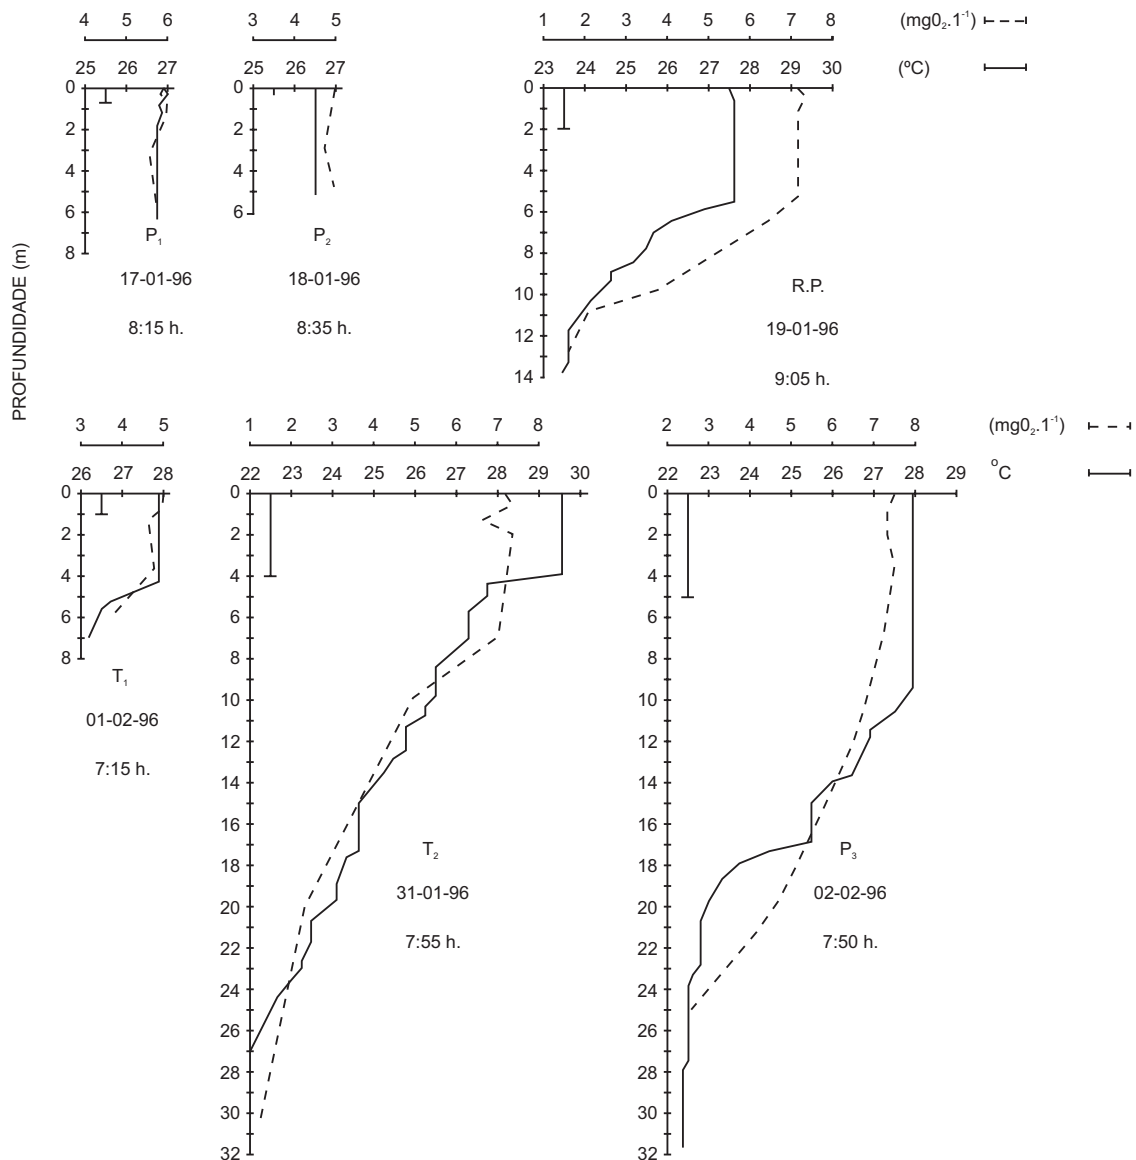 4 5 6
4 5
1 2 3 4 5 6 7 8
(mg0₂.1⁻¹)
25 26 27
25 26 27
23 24 25 26 27 28 29 30
(ºC)
PROFUNDIDADE (m)
0
2
4
6
8
P₁
17-01-96
8:15 h.
0
2
4
6
P₂
18-01-96
8:35 h.
0
2
4
6
8
10
12
14
R.P.
19-01-96
9:05 h.
3 4 5
1 2 3 4 5 6 7 8
2 3 4 5 6 7 8
(mg0₂.1⁻¹)
26 27 28
22 23 24 25 26 27 28 29 30
22 23 24 25 26 27 28 29
ºC
0
2
4
6
8
T₁
01-02-96
7:15 h.
0
2
4
6
8
10
12
14
16
18
20
22
24
26
28
30
32
T₂
31-01-96
7:55 h.
0
2
4
6
8
10
12
14
16
18
20
22
24
26
28
30
32
P₃
02-02-96
7:50 h.